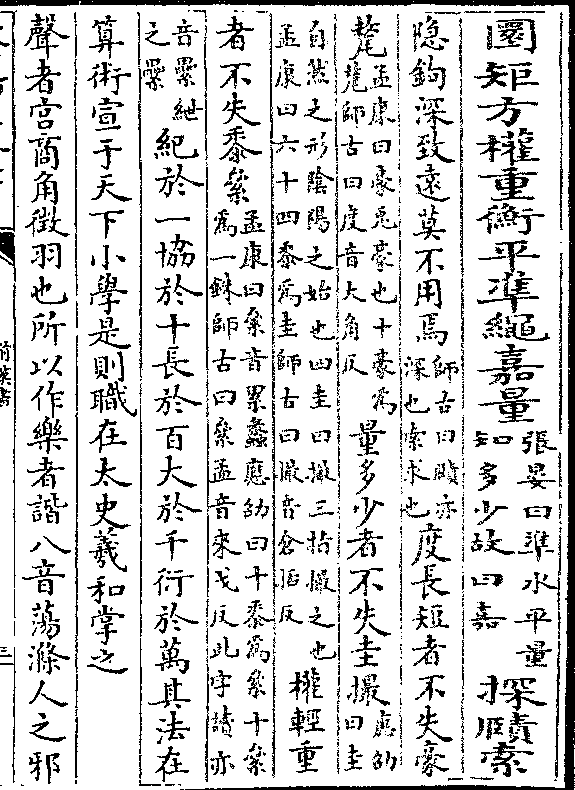 圜矩方權重衡平凖繩嘉量張晏曰準水平量知多少故曰嘉探賾索
隐鉤深致遠莫不用焉師古曰賾亦深也索求也度長短者不失豪
氂孟康曰豪兎豪也十豪爲氂師古曰度音大角反量多少者不失圭撮應劭曰圭
自然之形隂陽之始也四圭曰撮三指撮之也孟康曰六十四黍爲圭師古曰撮音倉括反權輕重
者不失黍絫孟康曰絫音累蠡應劭曰十黍爲絫十絫爲一銖師古曰絫孟音來戈反此字讀亦
音纍紲之纍紀於一協於十長於百大於千衍於萬其法在
算術宣于天下小學是則職在太史羲和掌之
聲者宮商角徵羽也所以作樂者諧八音蕩滌人之邪
三